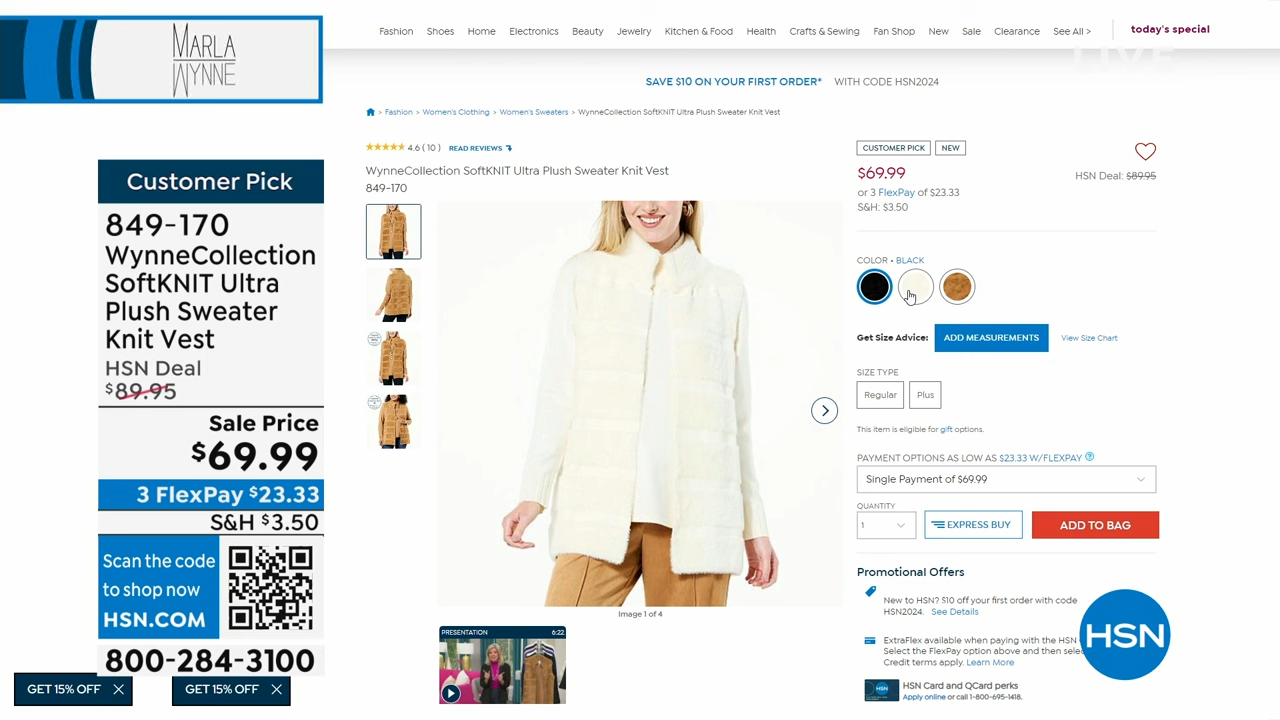 MARLA
WYNNE
Fashion Shoes Home Electronics Beauty Jewelry Kitchen & Food Health Crafts & Sewing Fan Shop New Sale Clearance See All > today's special
LIVE
SAVE $10 ON YOUR FIRST ORDER* WITH CODE HSN2024
> Fashion > Women's Clothing > Women's Sweaters > WynneCollection SoftKNIT Ultra Plush Sweater Knit Vest
4.6 ( 10 ) READ REVIEWS
WynneCollection SoftKNIT Ultra Plush Sweater Knit Vest
849-170
Customer Pick
849-170
WynneCollection
SoftKNIT Ultra
Plush Sweater
Knit Vest
HSN Deal
$89.95
Sale Price
$69.99
3 FlexPay $23.33
S&H $3.50
Scan the code
to shop now
HSN.COM
800-284-3100
GET 15% OFF
GET 15% OFF
Image 1 of 4
PRESENTATION 6:22
CUSTOMER PICK NEW
$69.99 HSN Deal: $89.95
or 3 FlexPay of $23.33
S&H: $3.50
COLOR • BLACK
Get Size Advice: ADD MEASUREMENTS View Size Chart
SIZE TYPE
Regular Plus
This item is eligible for gift options.
PAYMENT OPTIONS AS LOW AS $23.33 W/FLEXPAY
Single Payment of $69.99
QUANTITY
1 EXPRESS BUY ADD TO BAG
Promotional Offers
New to HSN? $10 off your first order with code
HSN2024. See Details
ExtraFlex available when paying with the HSN
Select the FlexPay option above and then
Credit terms apply. Learn More
HSN
HSN Card and QCard perks
Apply online or call 1-800-695-1418.